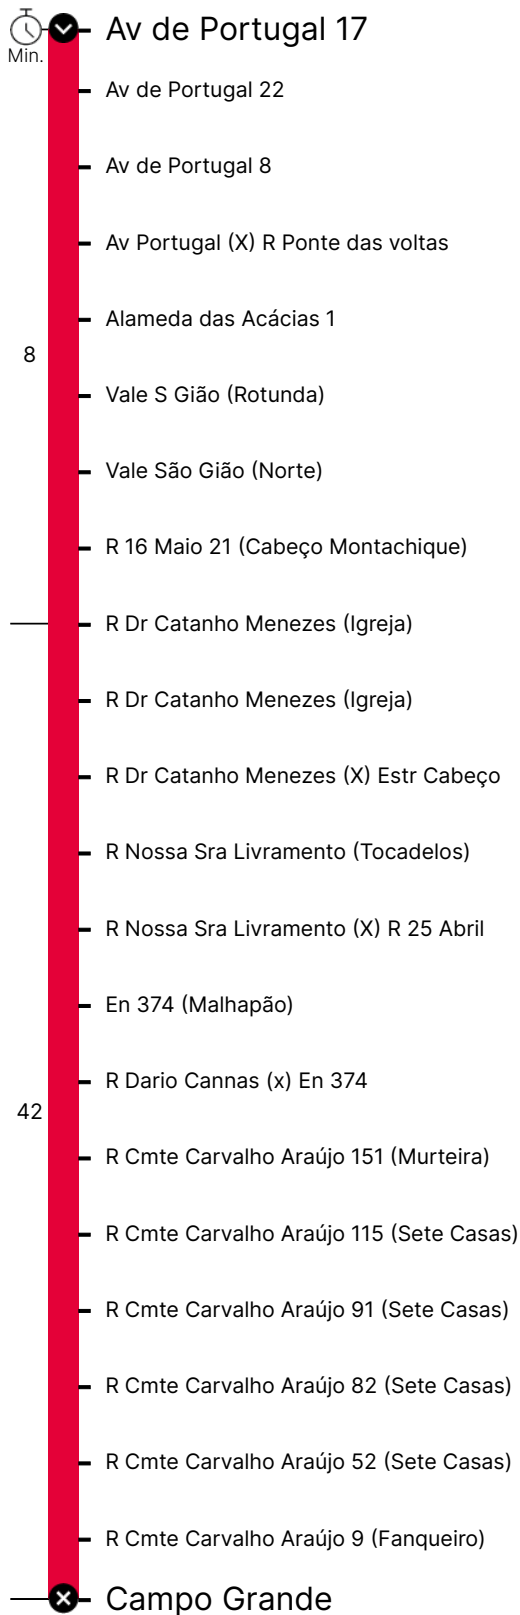 Av de Portugal 17
Min.
Av de Portugal 22
Av de Portugal 8
Av Portugal (X) R Ponte das voltas
Alameda das Acácias 1
8
Vale S Gião (Rotunda)
Vale São Gião (Norte)
R 16 Maio 21 (Cabeço Montachique)
R Dr Catanho Menezes (Igreja)
R Dr Catanho Menezes (Igreja)
R Dr Catanho Menezes (X) Estr Cabeço
R Nossa Sra Livramento (Tocadelos)
R Nossa Sra Livramento (X) R 25 Abril
En 374 (Malhapão)
R Dario Cannas (x) En 374
42
R Cmte Carvalho Araújo 151 (Murteira)
R Cmte Carvalho Araújo 115 (Sete Casas)
R Cmte Carvalho Araújo 91 (Sete Casas)
R Cmte Carvalho Araújo 82 (Sete Casas)
R Cmte Carvalho Araújo 52 (Sete Casas)
R Cmte Carvalho Araújo 9 (Fanqueiro)
Campo Grande